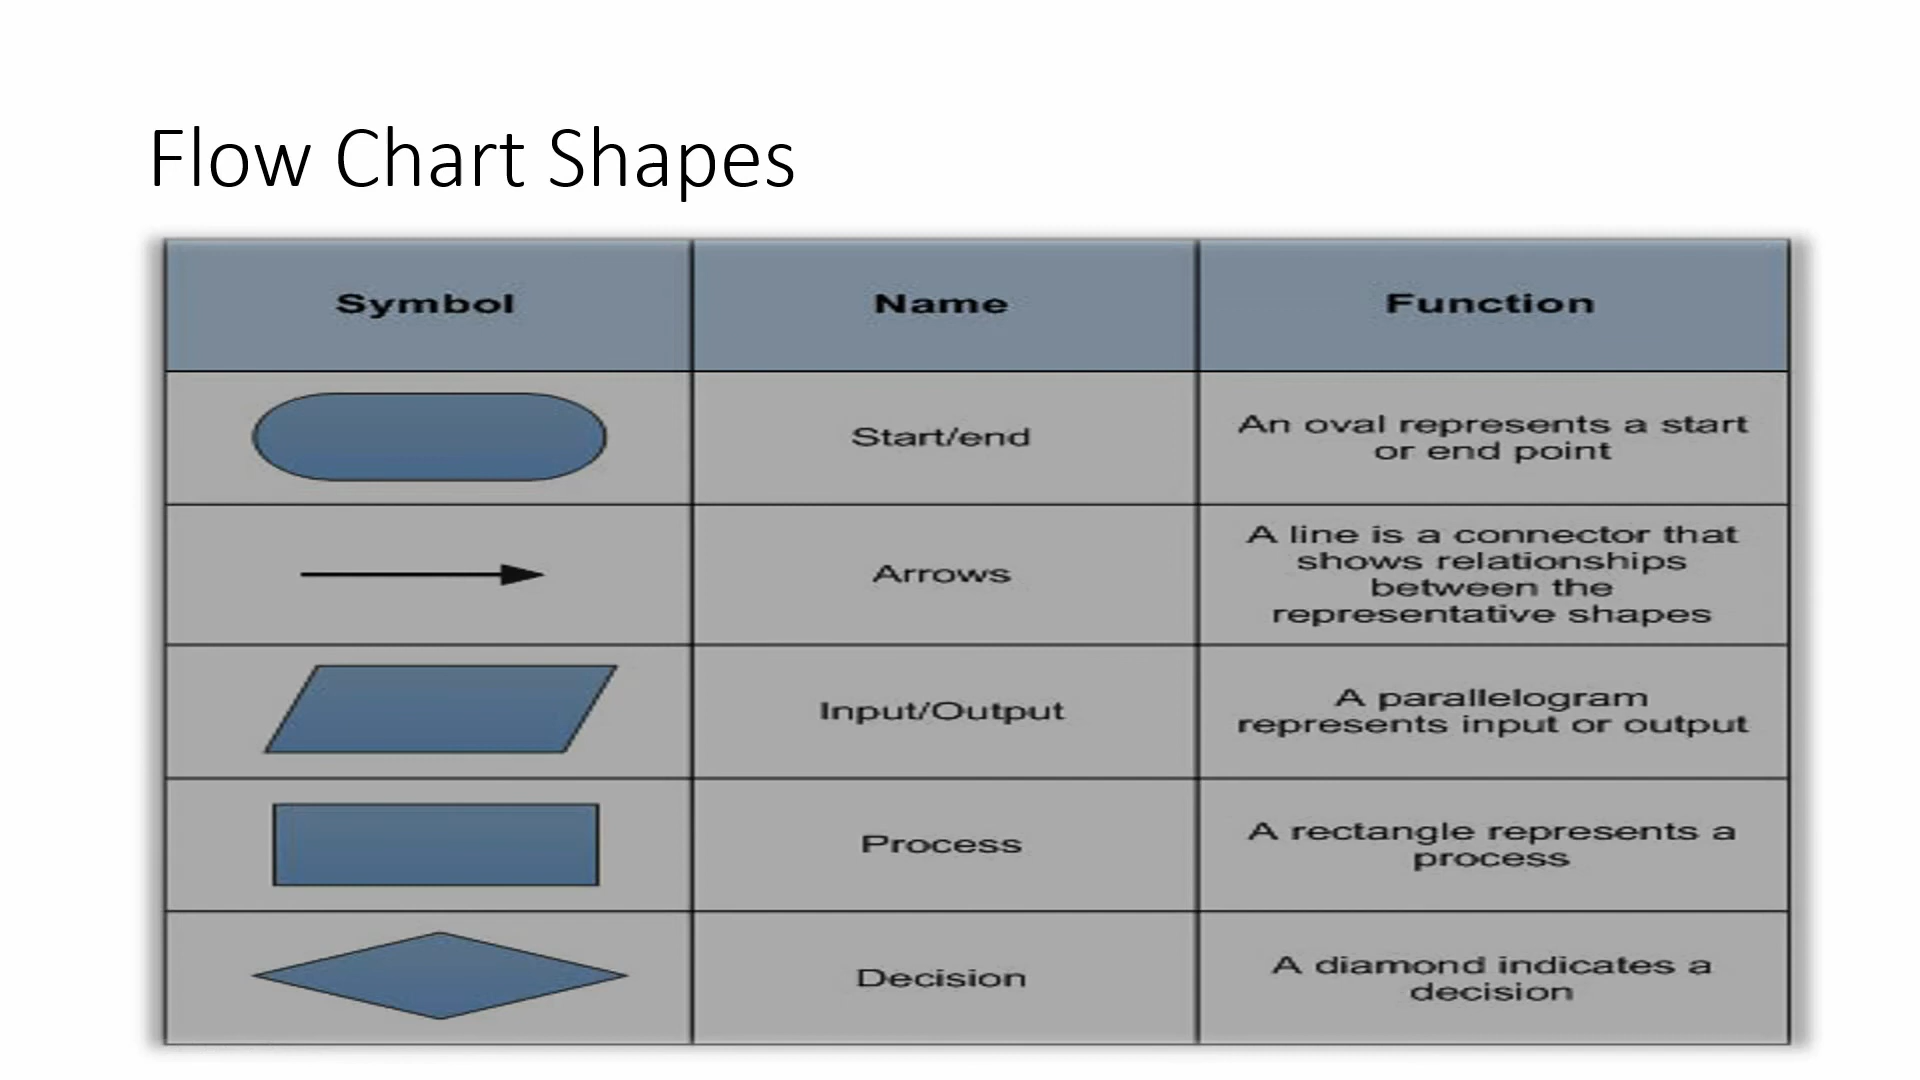 Flow Chart Shapes
Symbol
Name
Function
Start/end
An oval represents a start
or end point
Arrows
A line is a connector that
shows relationships
between the
representative shapes
Input/Output
A parallelogram
represents input or output
Process
A rectangle represents a
process
Decision
A diamond indicates a
decision